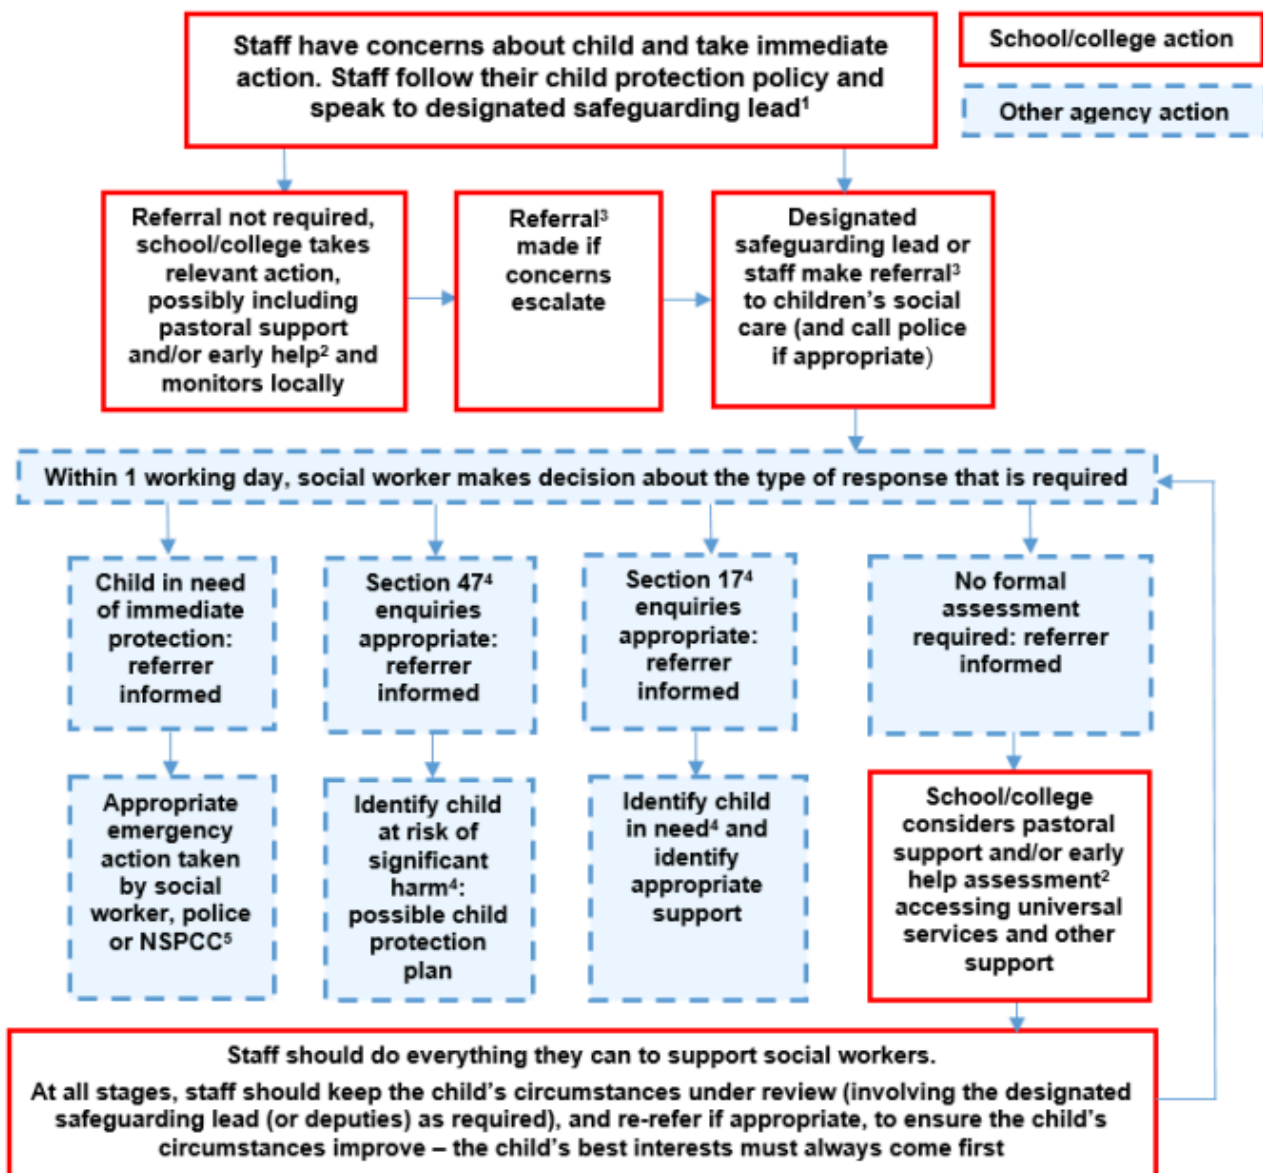 Staff have concerns about child and take immediate
action. Staff follow their child protection policy and
speak to designated safeguarding lead¹
School/college action
Other agency action
Referral not required,
school/college takes
relevant action,
possibly including
pastoral support
and/or early help² and
monitors locally
Referral³
made if
concerns
escalate
Designated
safeguarding lead or
staff make referral³
to children’s social
care (and call police
if appropriate)
Within 1 working day, social worker makes decision about the type of response that is required
Child in need
of immediate
protection:
referrer
informed
Section 47⁴
enquiries
appropriate:
referrer
informed
Section 17⁴
enquiries
appropriate:
referrer
informed
No formal
assessment
required: referrer
informed
Appropriate
emergency
action taken
by social
worker, police
or NSPCC⁵
Identify child
at risk of
significant
harm⁴:
possible child
protection
plan
Identify child
in need⁴ and
identify
appropriate
support
School/college
considers pastoral
support and/or early
help assessment²
accessing universal
services and other
support
Staff should do everything they can to support social workers.
At all stages, staff should keep the child’s circumstances under review (involving the designated
safeguarding lead (or deputies) as required), and re-refer if appropriate, to ensure the child’s
circumstances improve – the child’s best interests must always come first